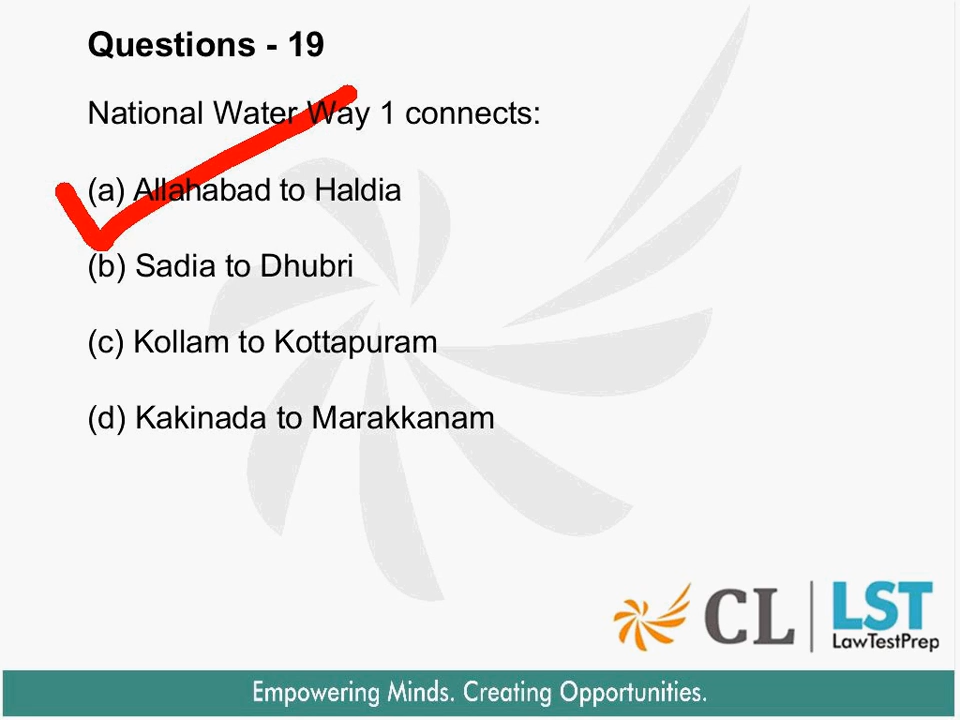 Questions - 19
National Water Way 1 connects:
(a) Allahabad to Haldia
(b) Sadia to Dhubri
(c) Kollam to Kottapuram
(d) Kakinada to Marakkanam
CL
LST
LawTestPrep
Empowering Minds. Creating Opportunities.